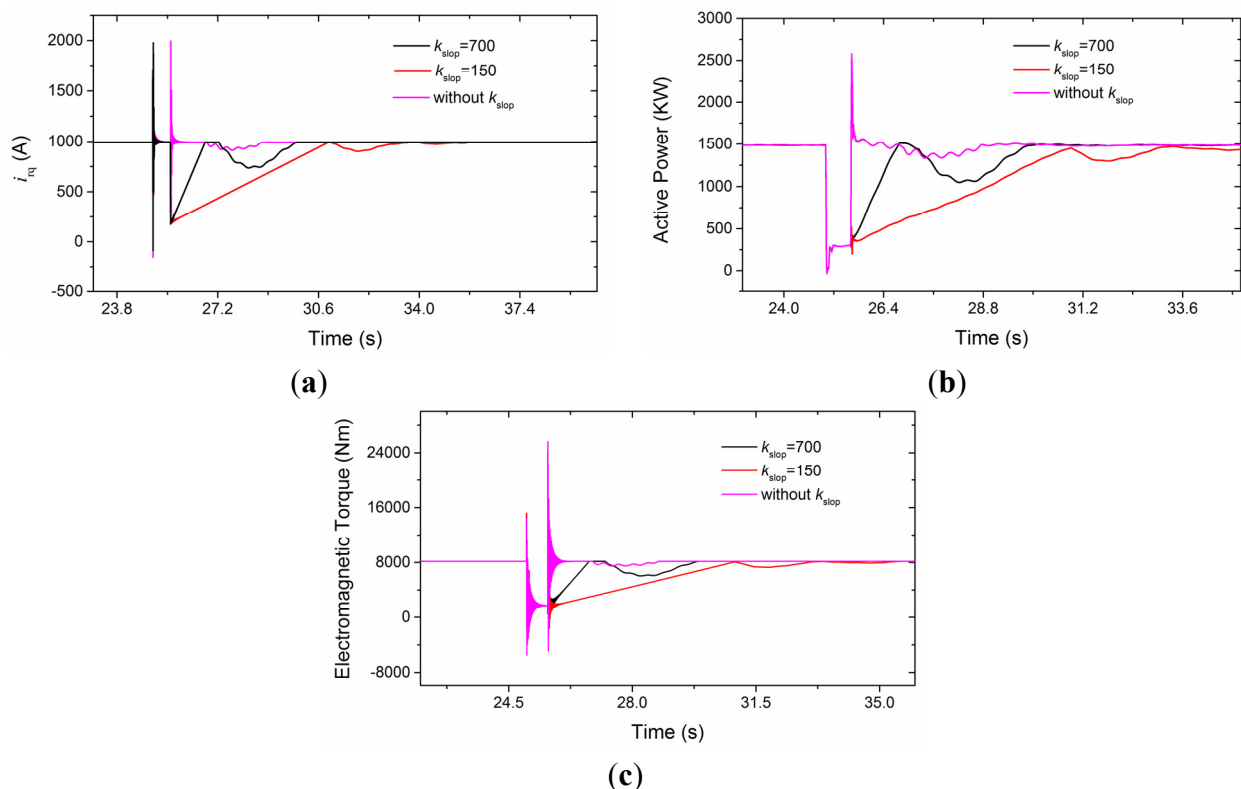 2000
1500
1000
500
0
-500
i_rq (A)
k_slop=700
k_slop=150
without k_slop
23.8 27.2 30.6 34.0 37.4
Time (s)
(a)
3000
2500
2000
1500
1000
500
0
Active Power (KW)
k_slop=700
k_slop=150
without k_slop
24.0 26.4 28.8 31.2 33.6
Time (s)
(b)
24000
16000
8000
0
-8000
Electromagnetic Torque (Nm)
k_slop=700
k_slop=150
without k_slop
24.5 28.0 31.5 35.0
Time (s)
(c)